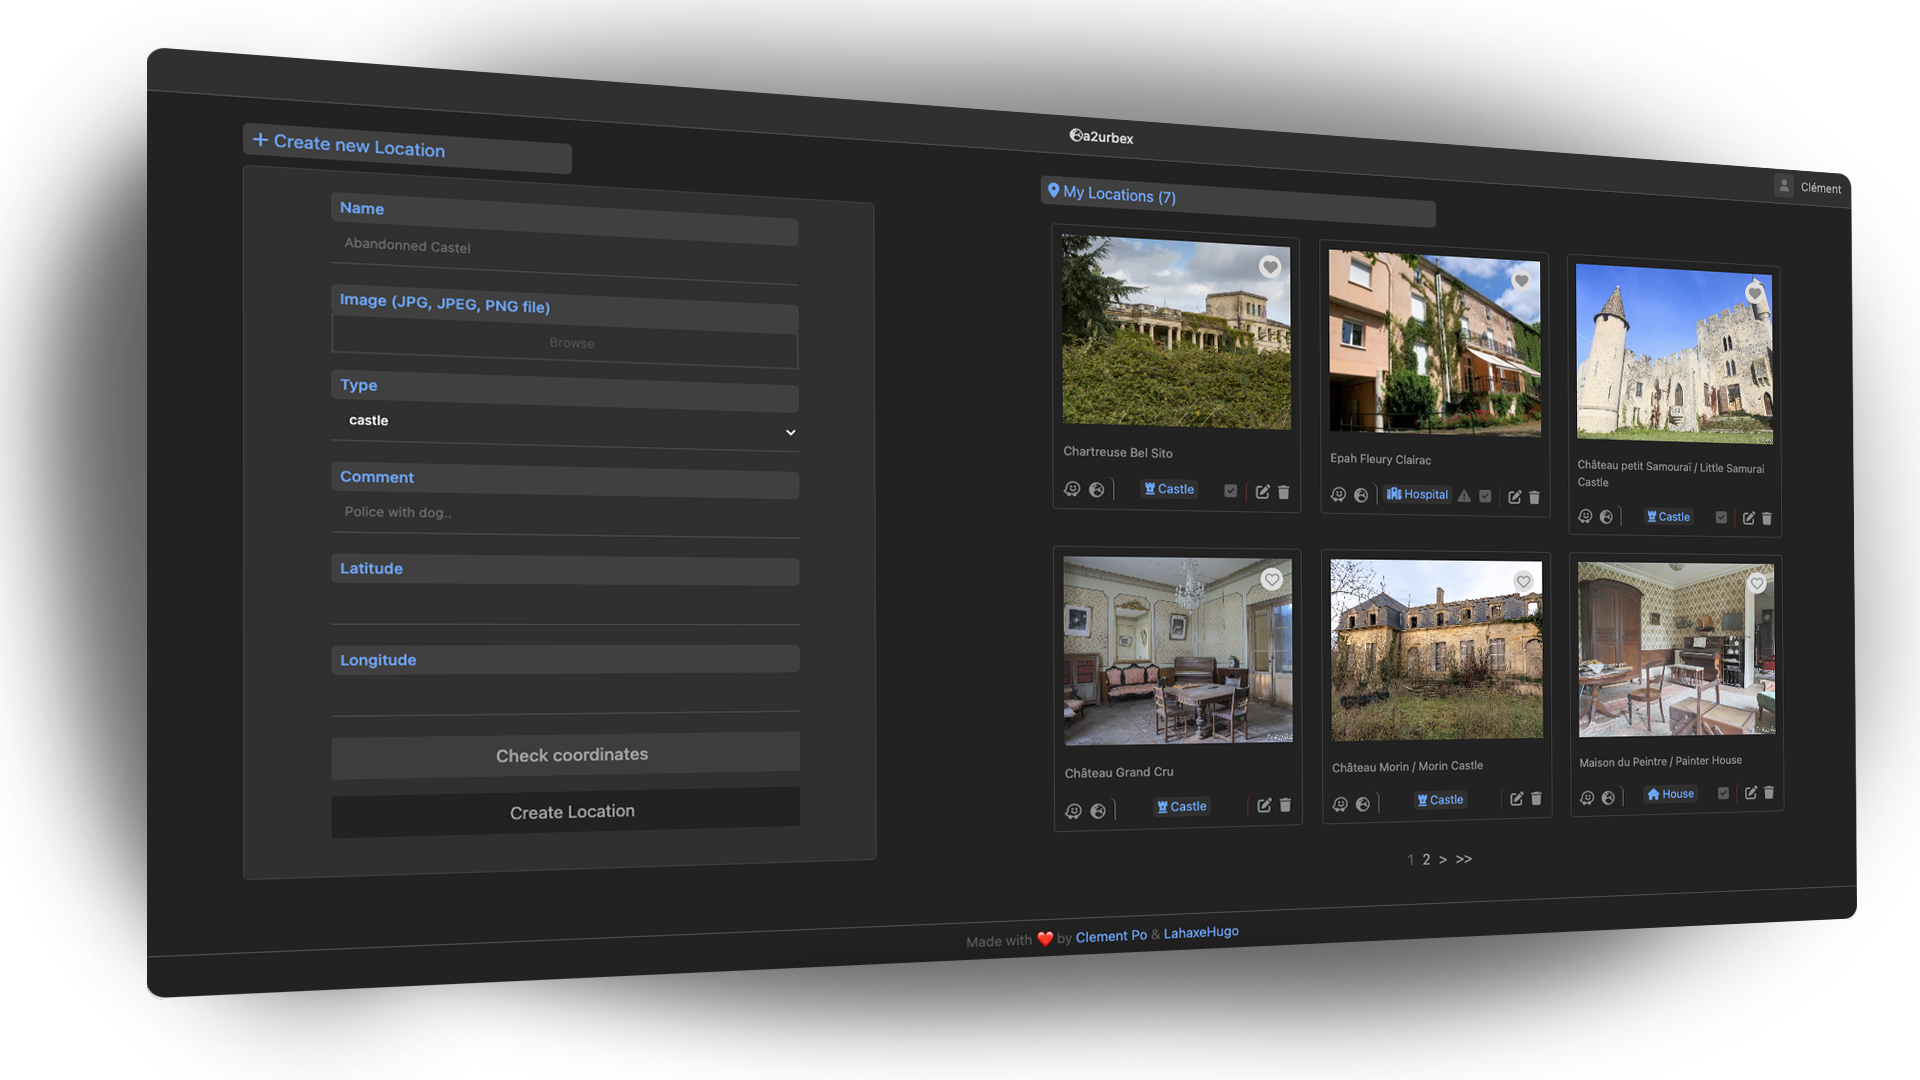 a2urbex
Clément
Create new Location
Name
Abandonned Castel
Image (JPG, JPEG, PNG file)
Browse
Type
castle
Comment
Police with dog..
Latitude
Longitude
Check coordinates
Create Location
My Locations (7)
Chartreuse Bel Sito
Castle
Epah Fleury Clairac
Hospital
Château petit Samouraï / Little Samurai
Castle
Castle
Château Grand Cru
Castle
Château Morin / Morin Castle
Castle
Maison du Peintre / Painter House
House
1 2 > >>
Made with ❤️ by Clement Po & LahaxeHugo